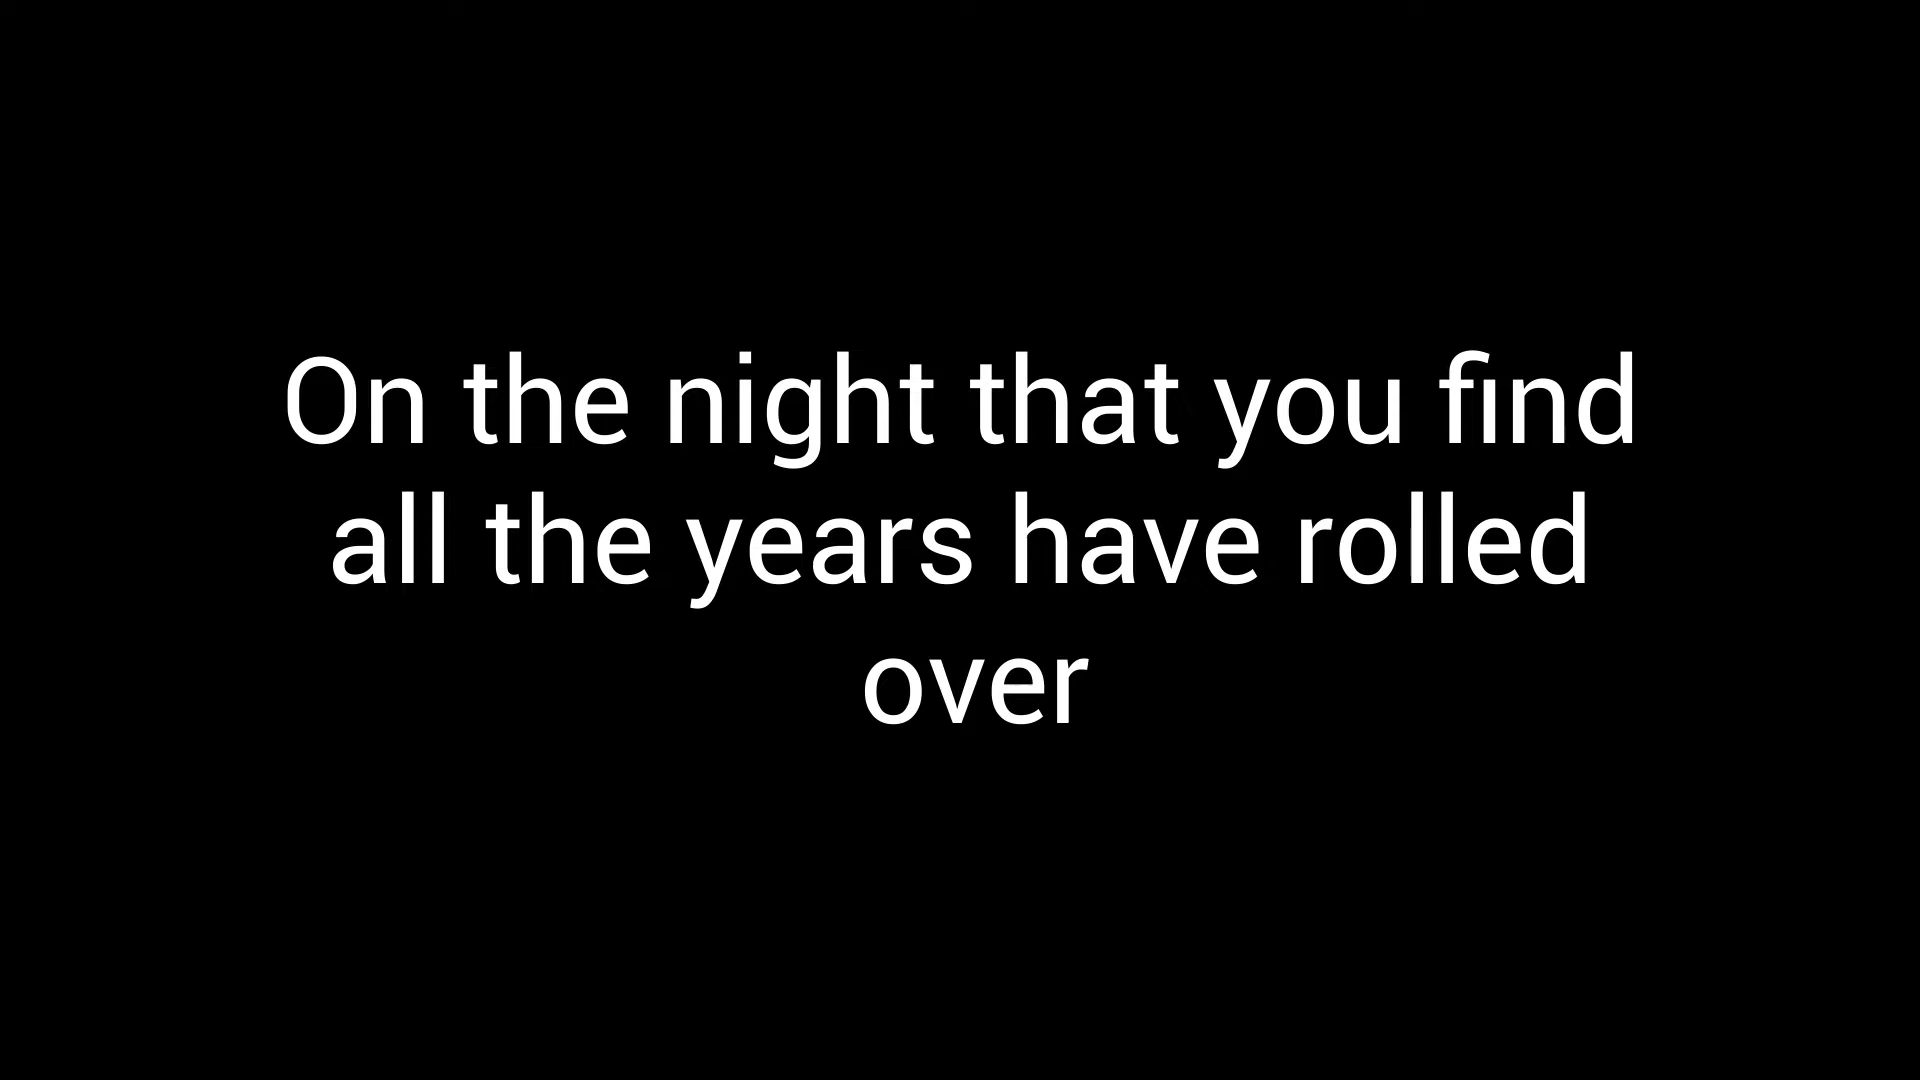 On the night that you find
all the years have rolled
over